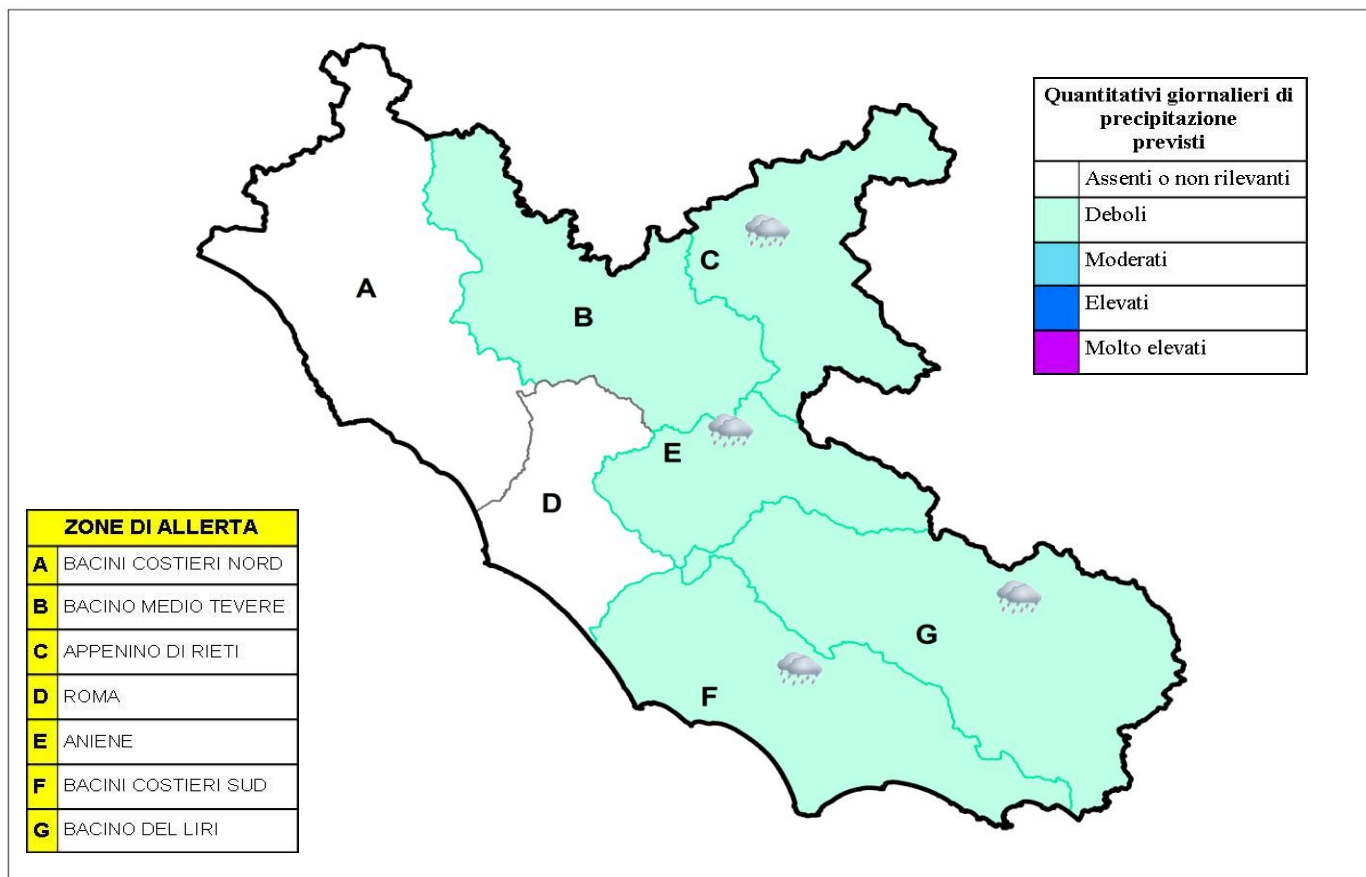 Quantitativi giornalieri di
precipitazione
previsti
Assenti o non rilevanti
Deboli
Moderati
Elevati
Molto elevati
A
B
C
D
E
F
G
ZONE DI ALLERTA
A BACINI COSTIERI NORD
B BACINO MEDIO TEVERE
C APPENINO DI RIETI
D ROMA
E ANIENE
F BACINI COSTIERI SUD
G BACINO DEL LIRI